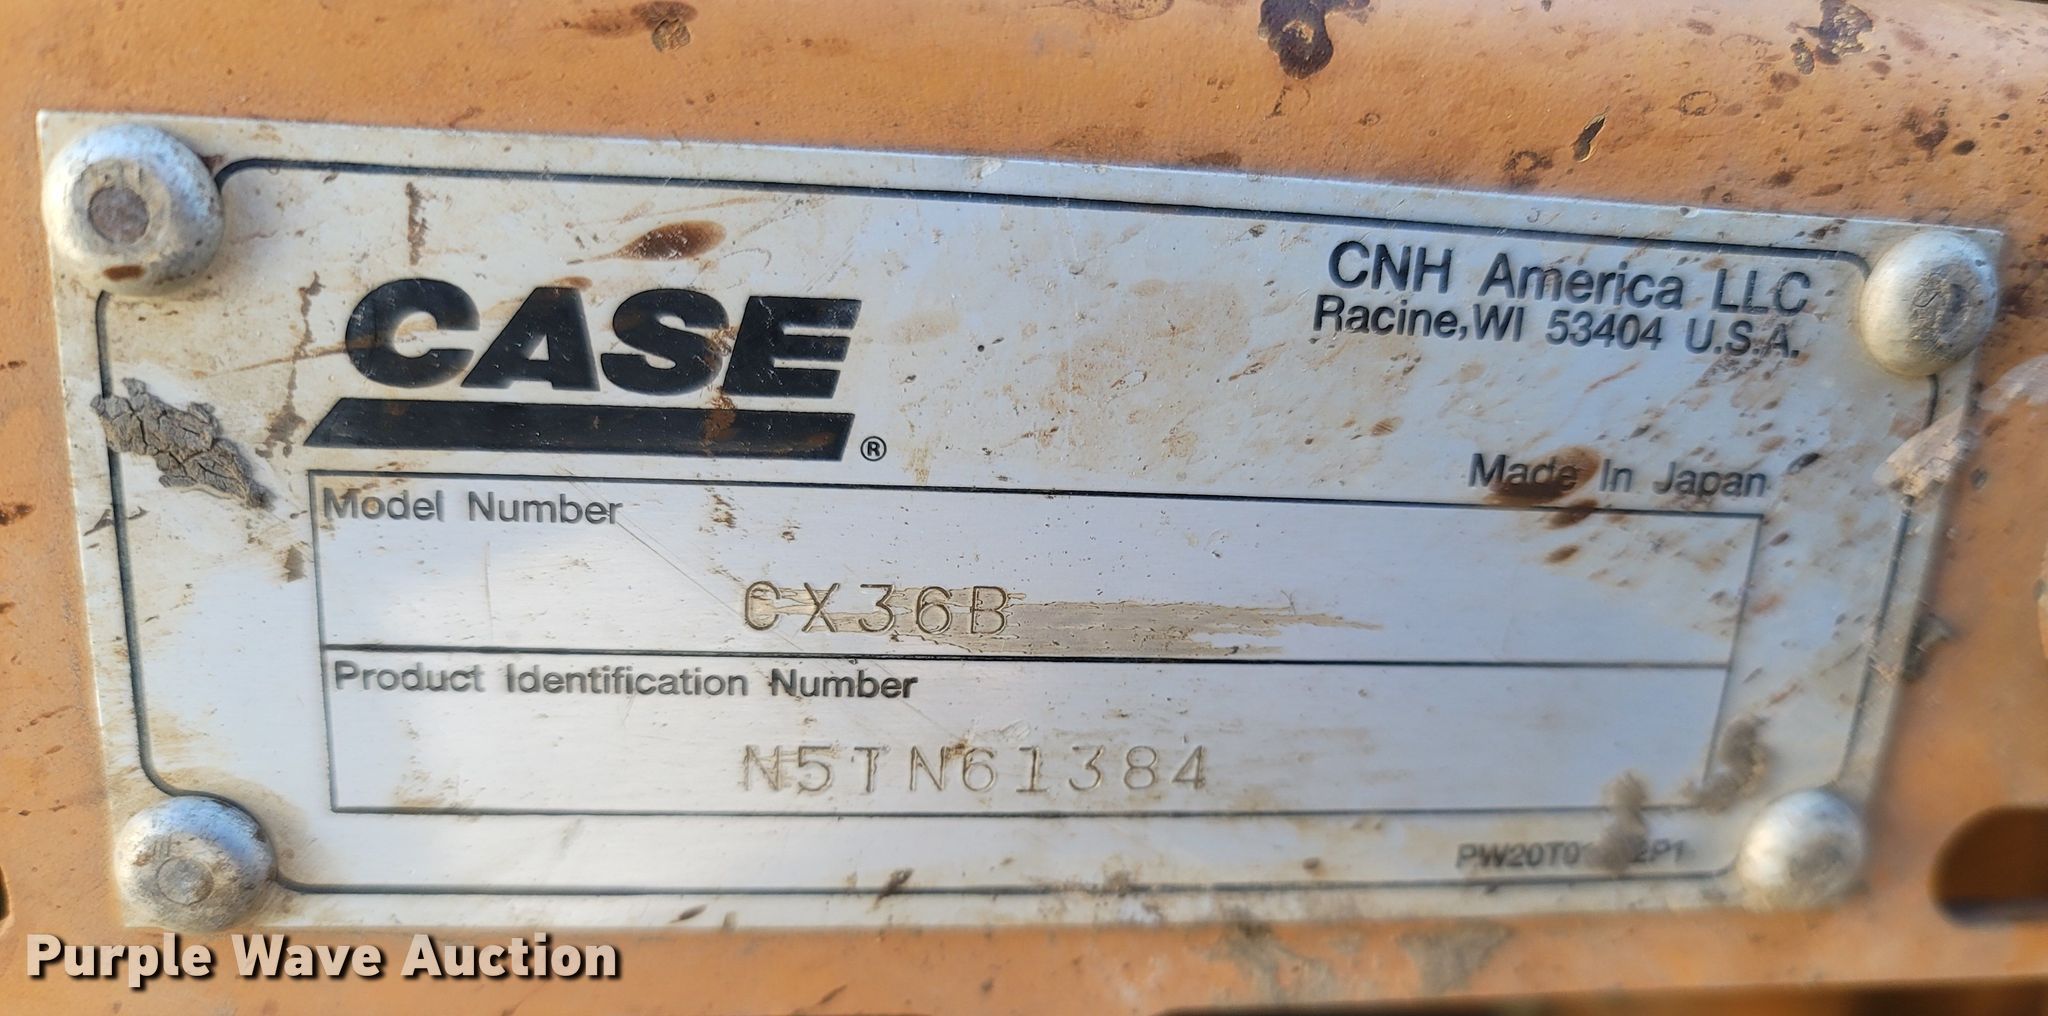 CASE
®
CNH America LLC
Racine, WI 53404 U.S.A.
Made In Japan
Model Number
CX36B
Product Identification Number
N5TN61384
Purple Wave Auction